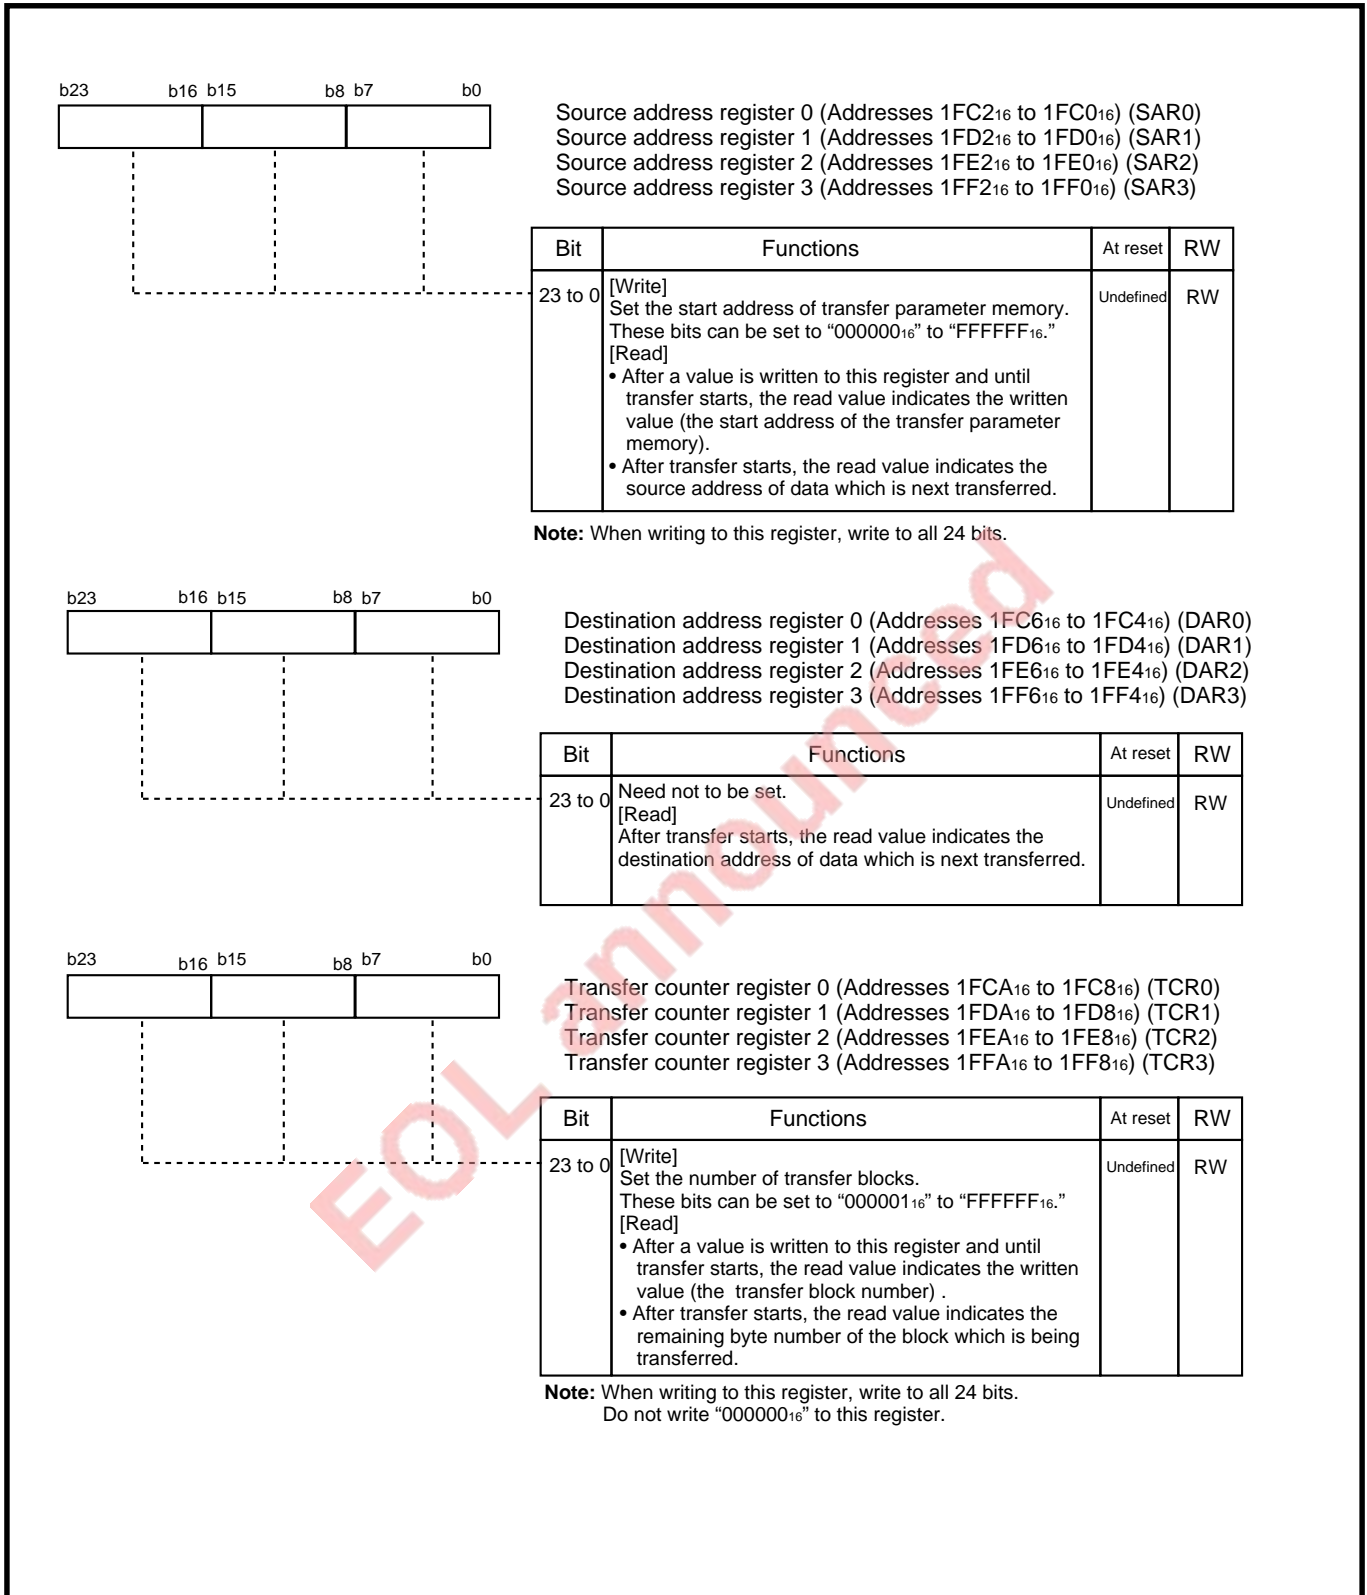 b23 b16 b15 b8 b7 b0
Source address register 0 (Addresses 1FC2₁₆ to 1FC0₁₆) (SAR0)
Source address register 1 (Addresses 1FD2₁₆ to 1FD0₁₆) (SAR1)
Source address register 2 (Addresses 1FE2₁₆ to 1FE0₁₆) (SAR2)
Source address register 3 (Addresses 1FF2₁₆ to 1FF0₁₆) (SAR3)
Bit Functions At reset RW
23 to 0 [Write] Undefined RW
Set the start address of transfer parameter memory.
These bits can be set to “000000₁₆” to “FFFFFF₁₆.”
[Read]
• After a value is written to this register and until
transfer starts, the read value indicates the written
value (the start address of the transfer parameter
memory).
• After transfer starts, the read value indicates the
source address of data which is next transferred.
Note: When writing to this register, write to all 24 bits.
b23 b16 b15 b8 b7 b0
Destination address register 0 (Addresses 1FC6₁₆ to 1FC4₁₆) (DAR0)
Destination address register 1 (Addresses 1FD6₁₆ to 1FD4₁₆) (DAR1)
Destination address register 2 (Addresses 1FE6₁₆ to 1FE4₁₆) (DAR2)
Destination address register 3 (Addresses 1FF6₁₆ to 1FF4₁₆) (DAR3)
Bit Functions At reset RW
23 to 0 Need not to be set. Undefined RW
[Read]
After transfer starts, the read value indicates the
destination address of data which is next transferred.
b23 b16 b15 b8 b7 b0
Transfer counter register 0 (Addresses 1FCA₁₆ to 1FC8₁₆) (TCR0)
Transfer counter register 1 (Addresses 1FDA₁₆ to 1FD8₁₆) (TCR1)
Transfer counter register 2 (Addresses 1FEA₁₆ to 1FE8₁₆) (TCR2)
Transfer counter register 3 (Addresses 1FFA₁₆ to 1FF8₁₆) (TCR3)
Bit Functions At reset RW
23 to 0 [Write] Undefined RW
Set the number of transfer blocks.
These bits can be set to “000001₁₆” to “FFFFFF₁₆.”
[Read]
• After a value is written to this register and until
transfer starts, the read value indicates the written
value (the transfer block number) .
• After transfer starts, the read value indicates the
remaining byte number of the block which is being
transferred.
Note: When writing to this register, write to all 24 bits.
Do not write “000000₁₆” to this register.
EOL announced